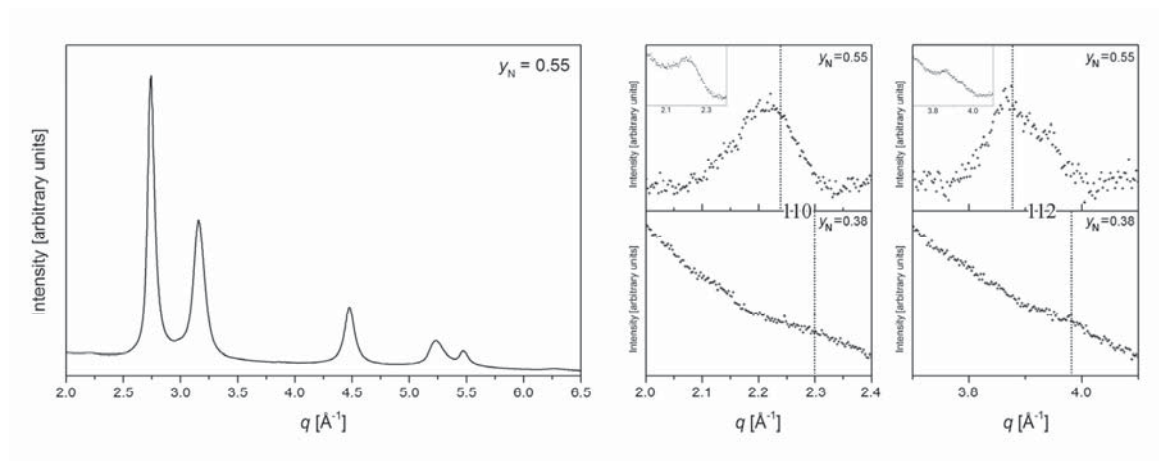 y_N = 0.55
Intensity [arbitrary units]
2.0 2.5 3.0 3.5 4.0 4.5 5.0 5.5 6.0 6.5
q [Å⁻¹]
y_N=0.55
Intensity [arbitrary units]
2.1 2.3
110
y_N=0.38
Intensity [arbitrary units]
2.0 2.1 2.2 2.3 2.4
q [Å⁻¹]
y_N=0.55
Intensity [arbitrary units]
3.8 4.0
112
y_N=0.38
Intensity [arbitrary units]
3.0 4.0
q [Å⁻¹]